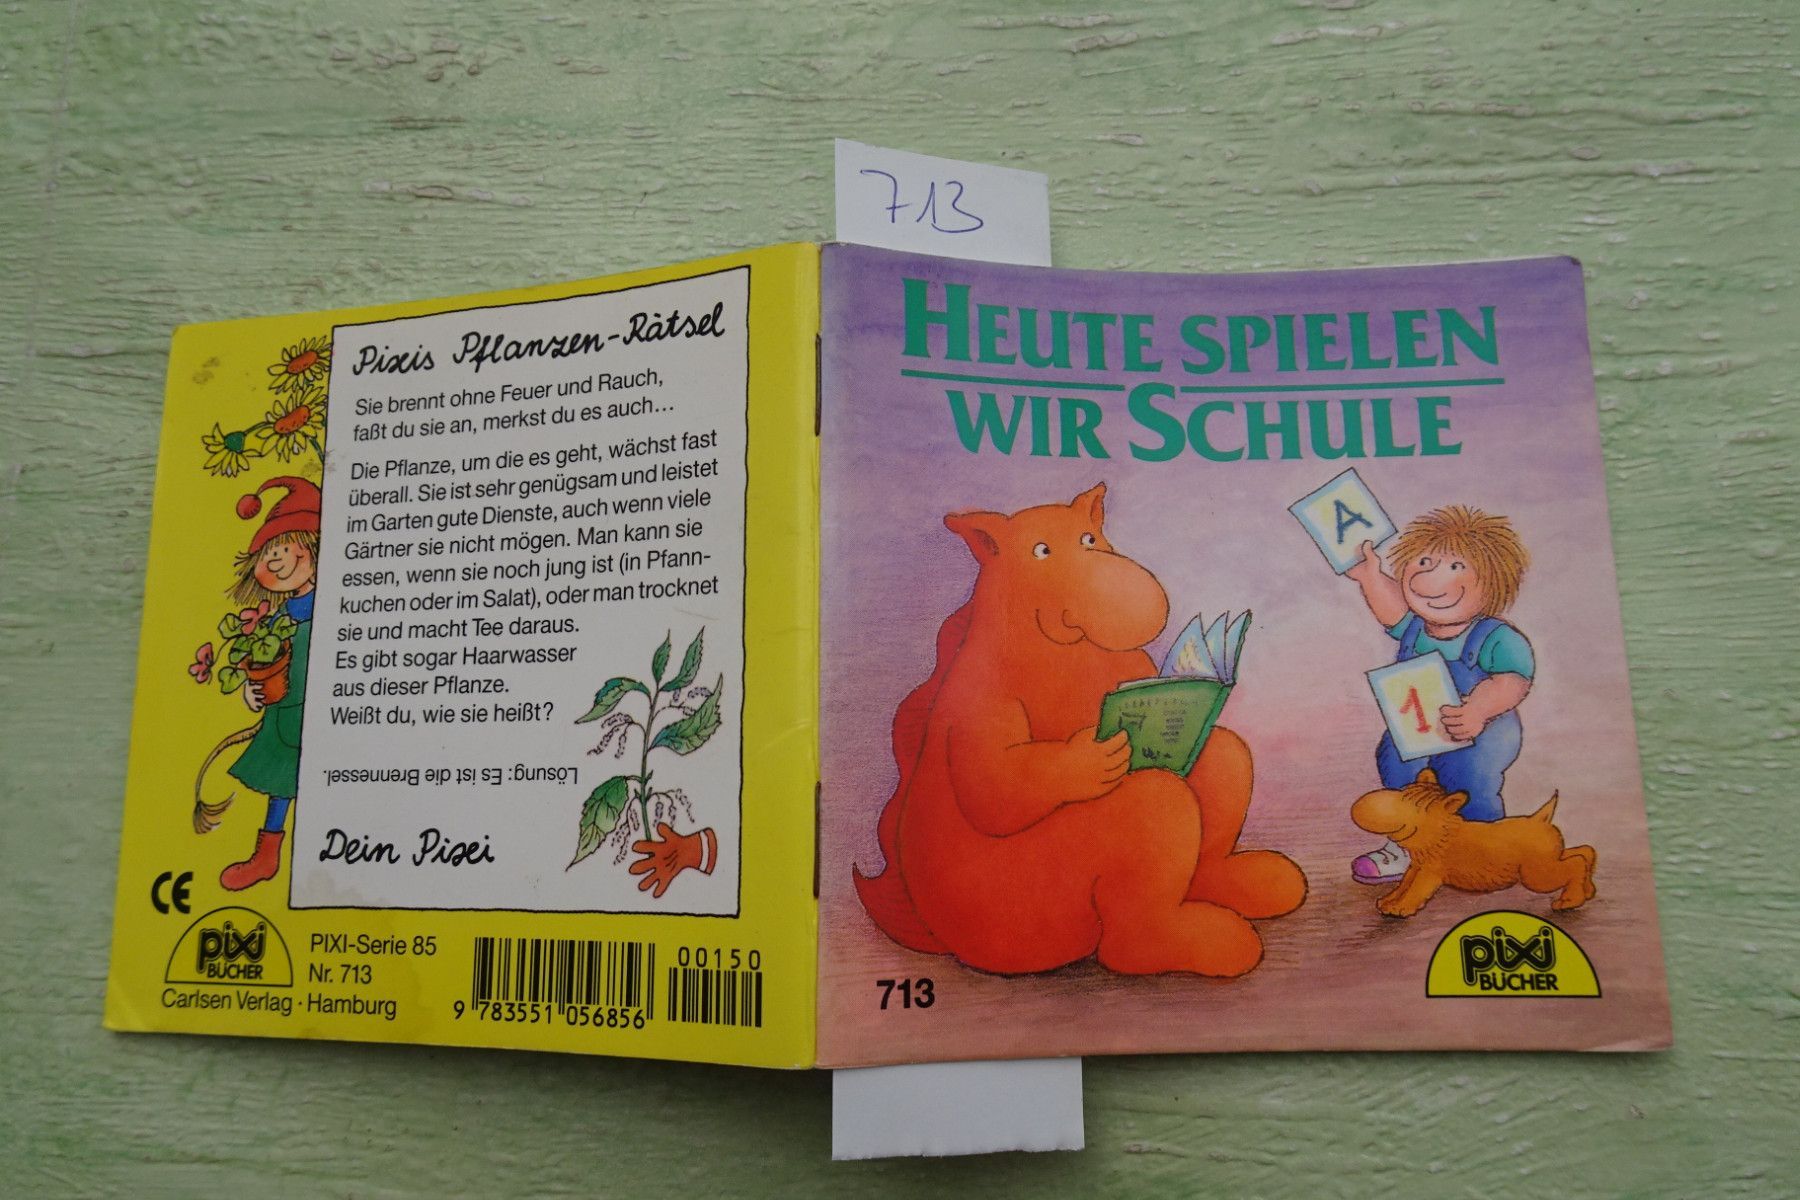 713
Pixis Pflanzen-Rätsel
Sie brennt ohne Feuer und Rauch,
faßt du sie an, merkst du es auch...
Die Pflanze, um die es geht, wächst fast
überall. Sie ist sehr genügsam und leistet
im Garten gute Dienste, auch wenn viele
Gärtner sie nicht mögen. Man kann sie
essen, wenn sie noch jung ist (in Pfann-
kuchen oder im Salat), oder man trocknet
sie und macht Tee daraus.
Es gibt sogar Haarwasser
aus dieser Pflanze.
Weißt du, wie sie heißt?
Lösung: Es ist die Brennessel.
Dein Pixi
CE
pixi
BÜCHER
PIXI-Serie 85
Nr. 713
Carlsen Verlag · Hamburg
00150
9 783551 056856
HEUTE SPIELEN
WIR SCHULE
A
1
713
pixi
BÜCHER